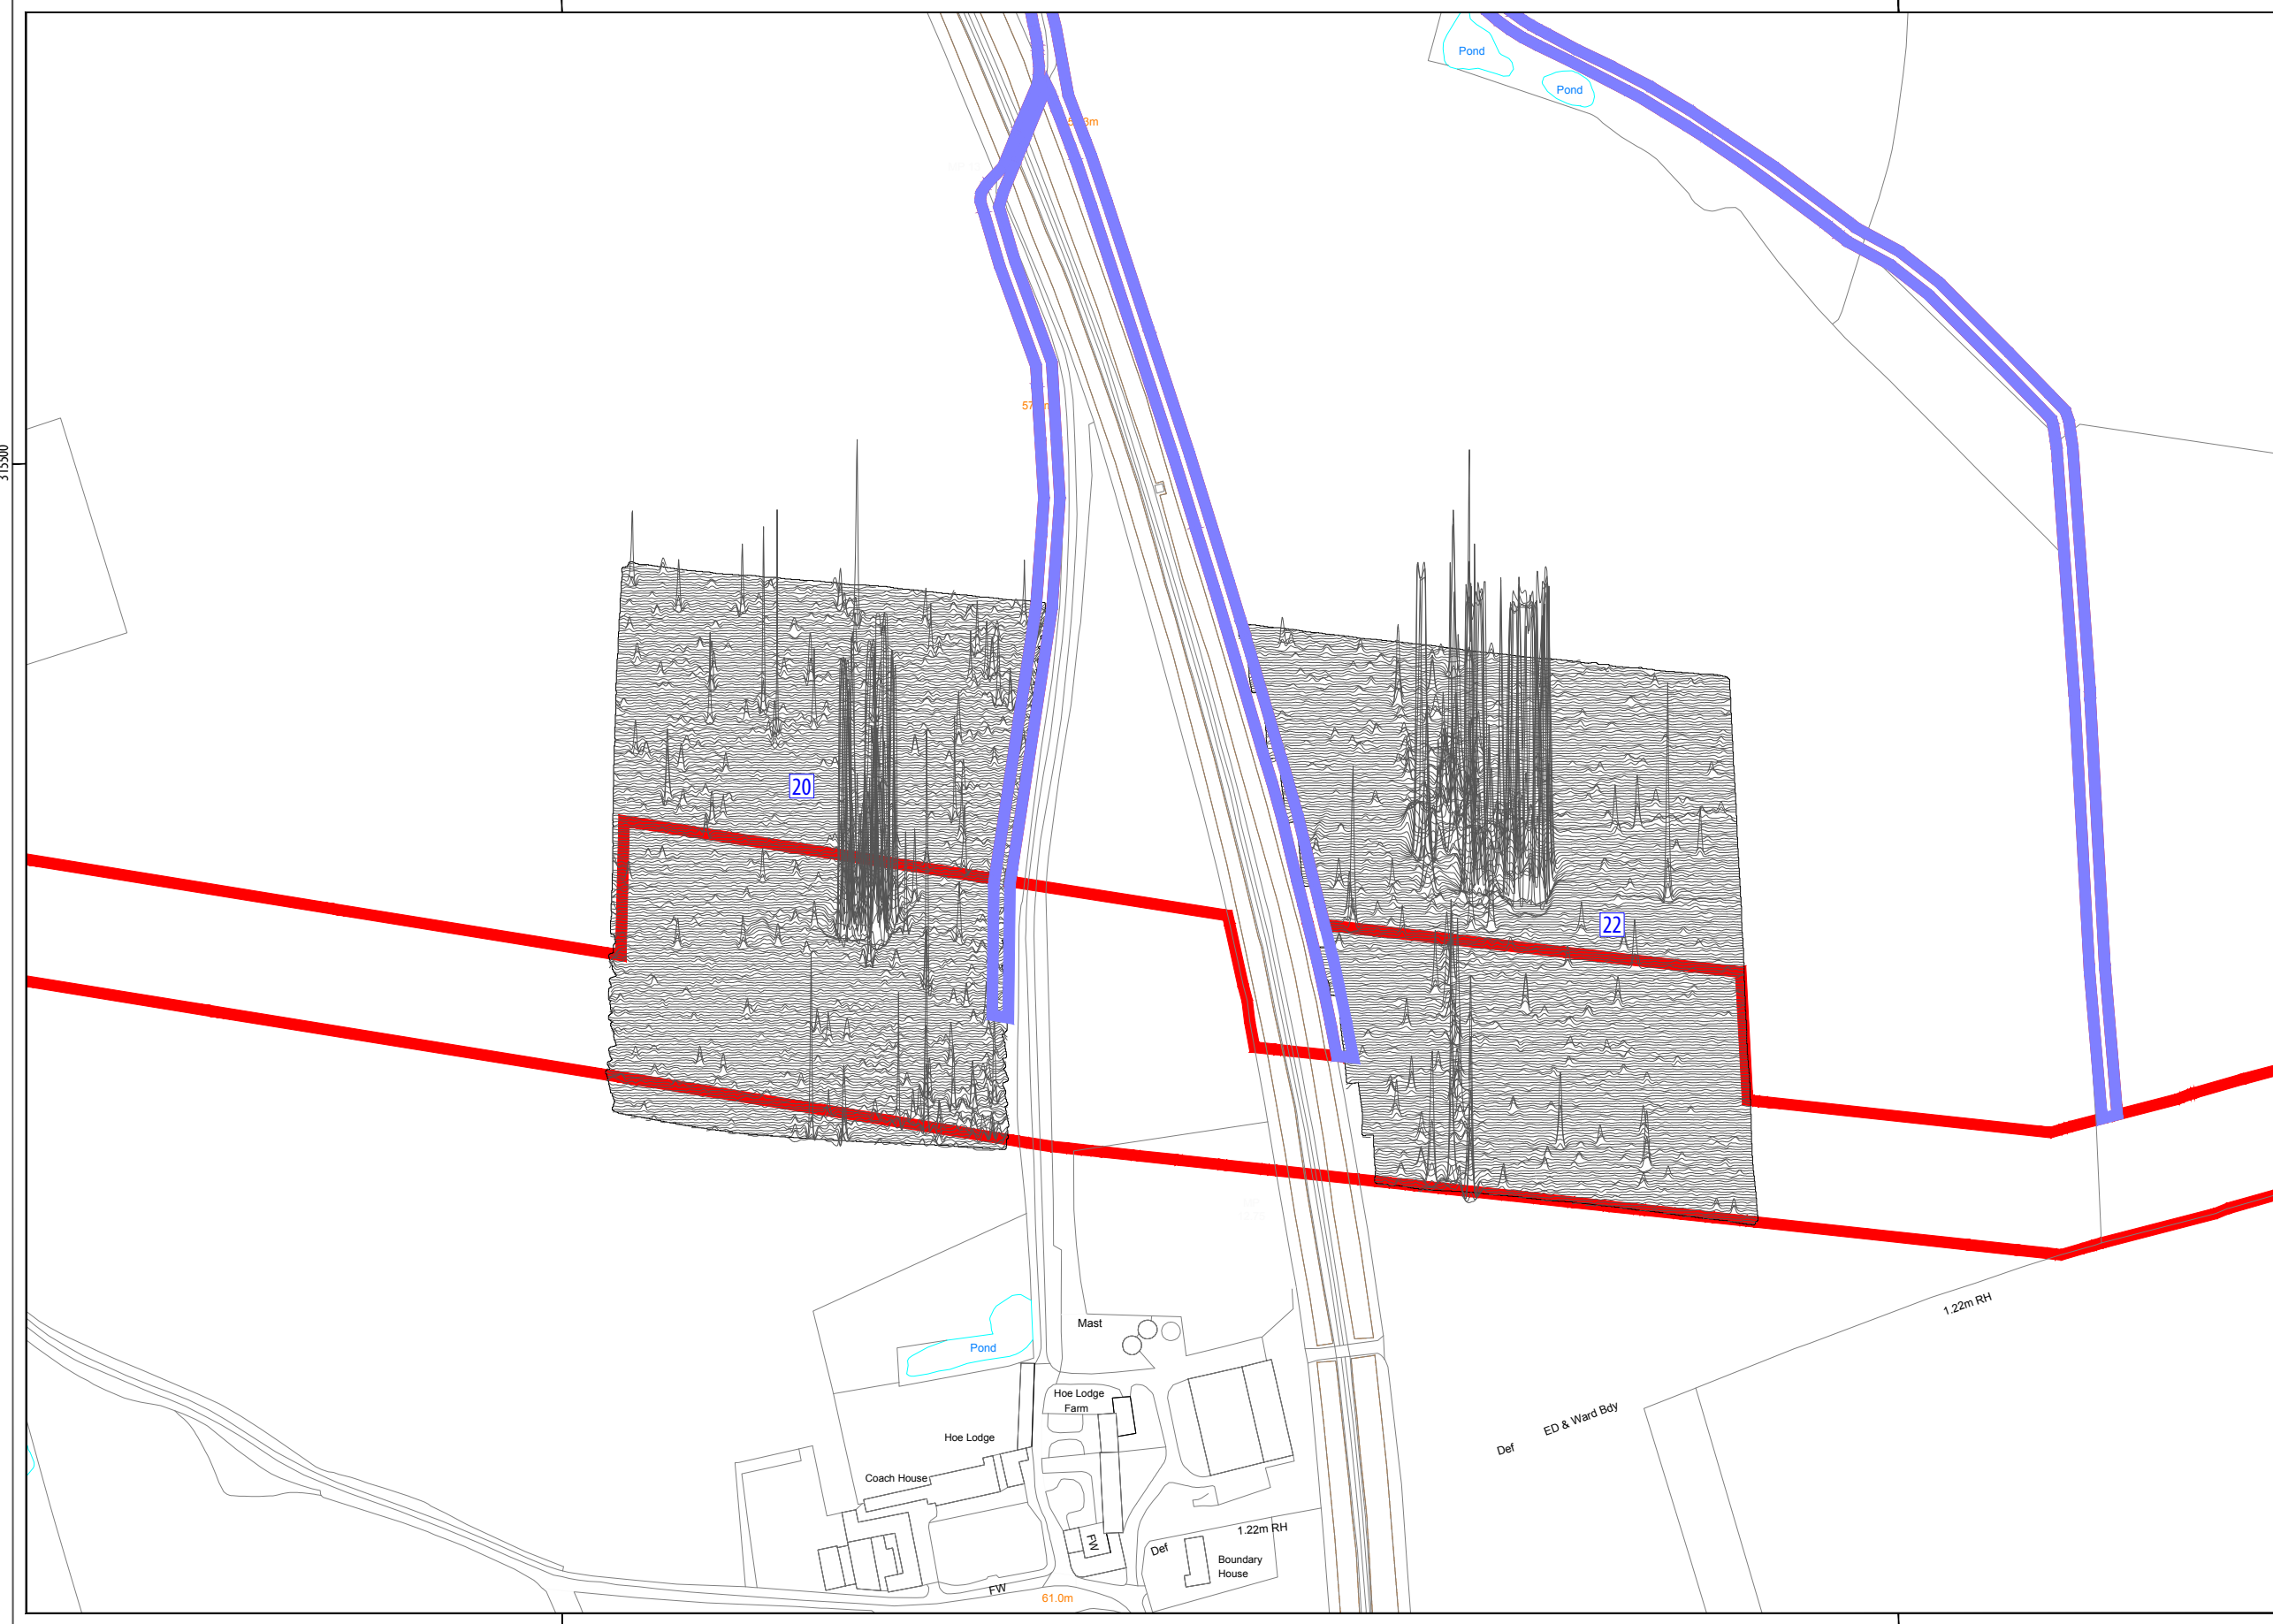 Pond
Pond
315500
20
22
Mast
Pond
1.22m RH
Hoe Lodge
Farm
Hoe Lodge
ED & Ward Bdy
Def
Coach House
1.22m RH
FW
Def
Boundary
House
FW
61.0m